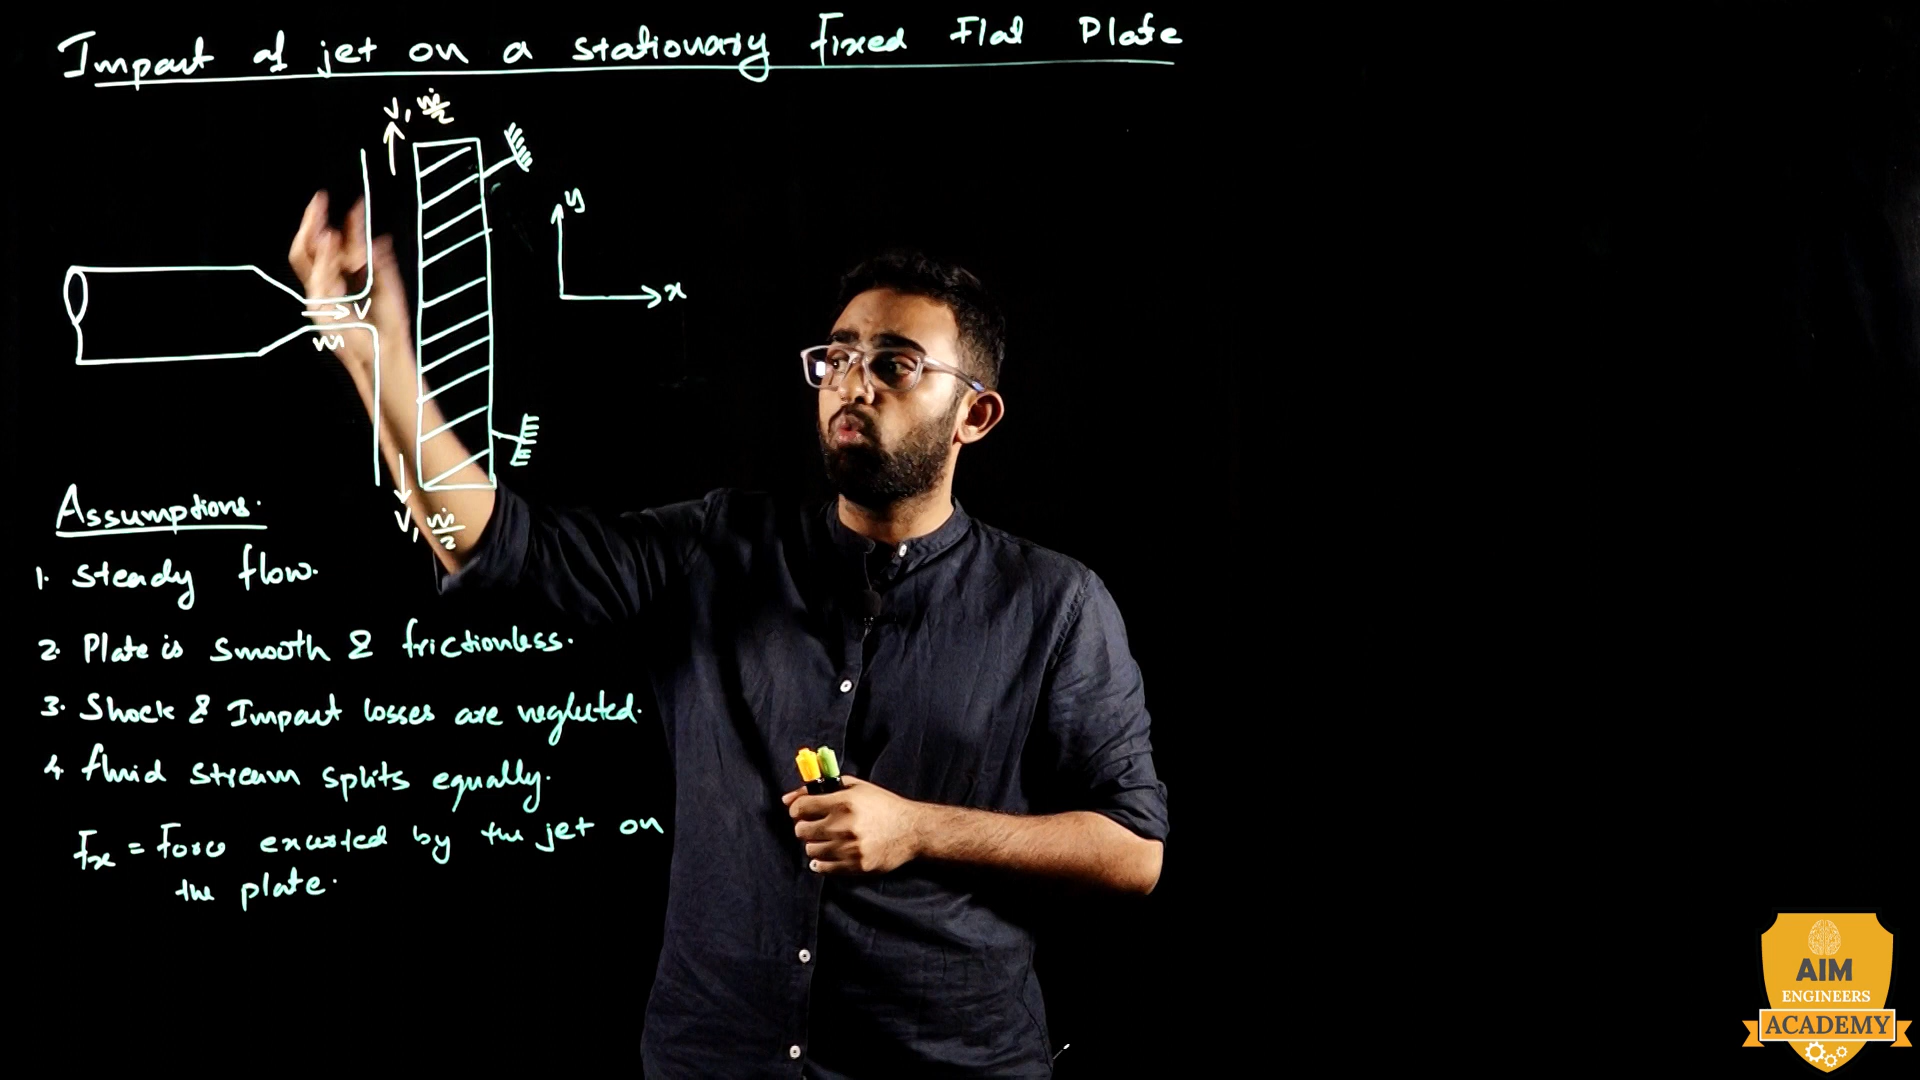 Impact of jet on a stationary fixed Flat Plate
V, ṁ/2
y
x
V
ṁ
V, ṁ/2
Assumptions.
1. Steady flow.
2. Plate is smooth & frictionless.
3. Shock & Impact losses are neglected.
4. fluid stream splits equally.
Fx = Force exerted by the jet on
the plate.
AIM
ENGINEERS
ACADEMY